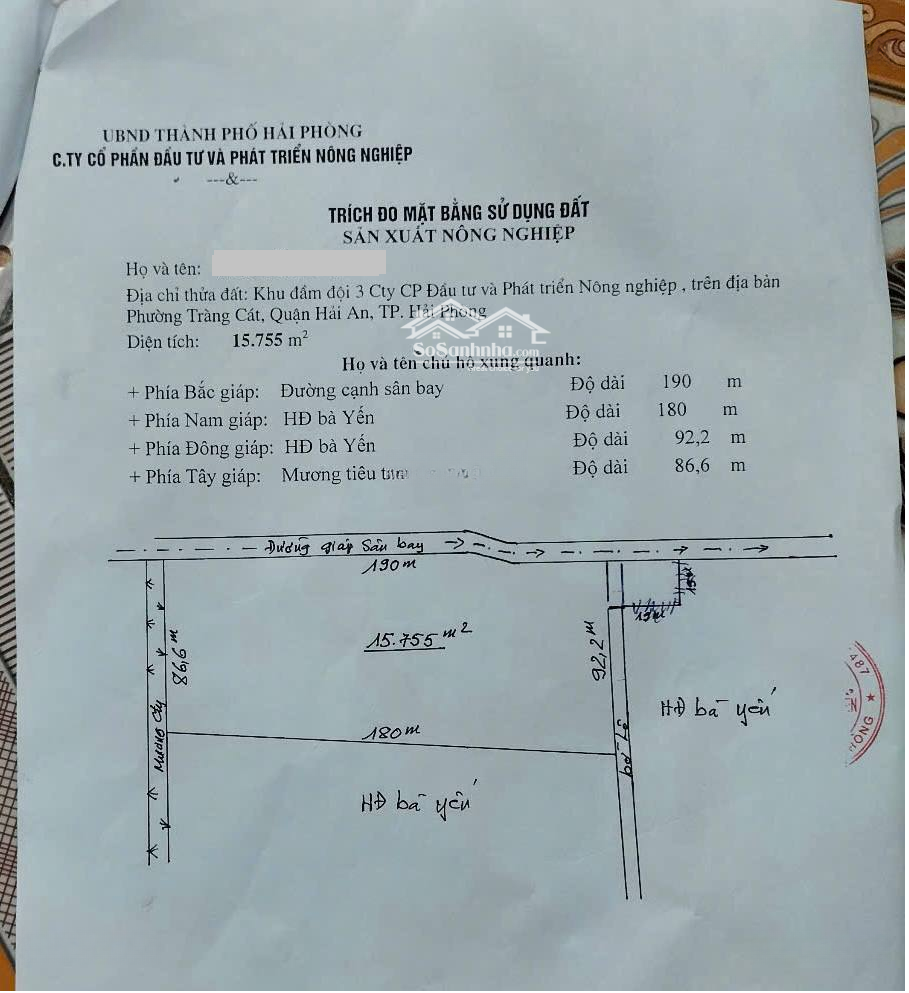 UBND THÀNH PHỐ HẢI PHÒNG
C.TY CỔ PHẦN ĐẦU TƯ VÀ PHÁT TRIỂN NÔNG NGHIỆP
---&---
TRÍCH ĐO MẶT BẰNG SỬ DỤNG ĐẤT
SẢN XUẤT NÔNG NGHIỆP
Họ và tên:
Địa chỉ thửa đất: Khu đầm đội 3 Cty CP Đầu tư và Phát triển Nông nghiệp , trên địa bàn
Phường Tràng Cát, Quận Hải An, TP. Hải Phòng
Diện tích: 15.755 m²
SoSanhnha.com
Họ và tên chủ hộ xung quanh:
+ Phía Bắc giáp: Đường cạnh sân bay Độ dài 190 m
+ Phía Nam giáp: HĐ bà Yến Độ dài 180 m
+ Phía Đông giáp: HĐ bà Yến Độ dài 92,2 m
+ Phía Tây giáp: Mương tiêu Độ dài 86,6 m
Đường giáp Sân bay
190m
15m
15.755 m²
86,6 m
92,2 m
HĐ bà yến
180m
Mương
HĐ bà yến
487
ÒNG